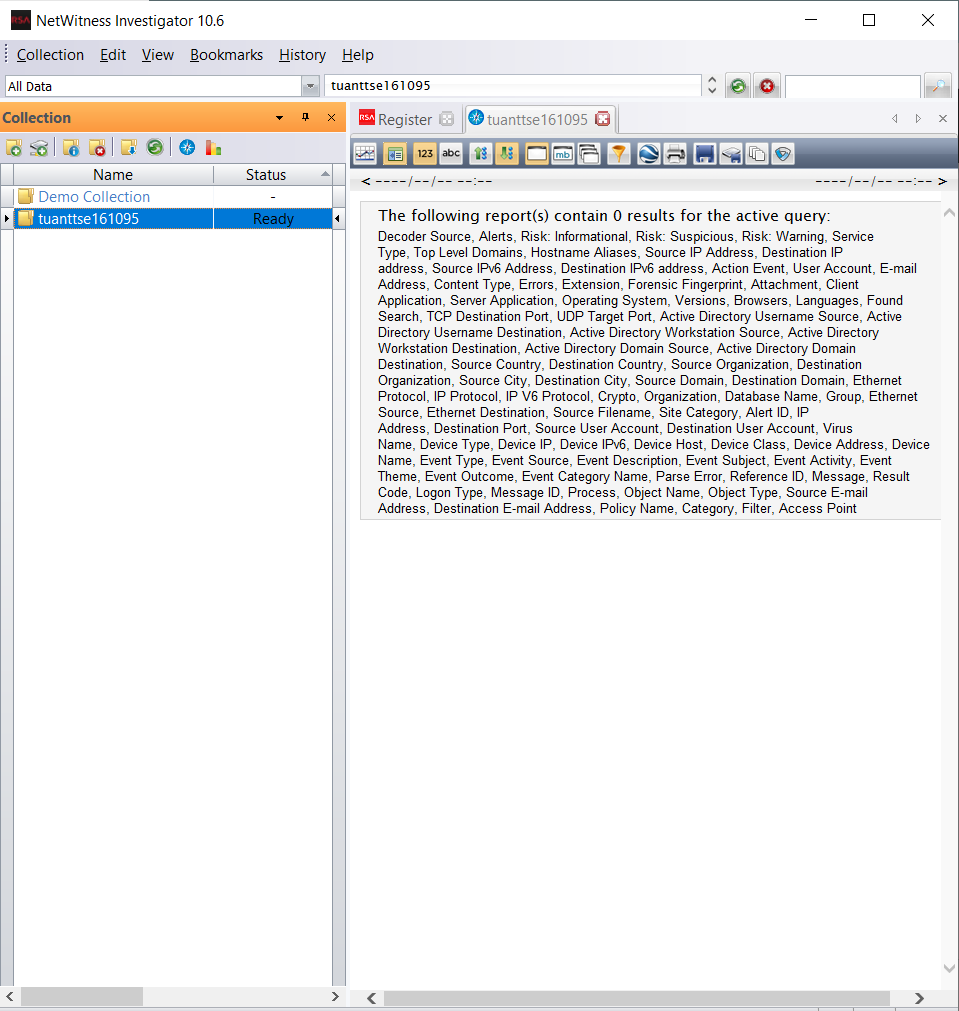 RSA NetWitness Investigator 10.6
Collection Edit View Bookmarks History Help
All Data
tuanttse161095
Collection
RSA Register
tuanttse161095
123 abc mb
Name Status
< ----/--/-- --:-- ----/--/-- --:-- >
Demo Collection -
tuanttse161095 Ready
The following report(s) contain 0 results for the active query:
Decoder Source, Alerts, Risk: Informational, Risk: Suspicious, Risk: Warning, Service
Type, Top Level Domains, Hostname Aliases, Source IP Address, Destination IP
address, Source IPv6 Address, Destination IPv6 address, Action Event, User Account, E-mail
Address, Content Type, Errors, Extension, Forensic Fingerprint, Attachment, Client
Application, Server Application, Operating System, Versions, Browsers, Languages, Found
Search, TCP Destination Port, UDP Target Port, Active Directory Username Source, Active
Directory Username Destination, Active Directory Workstation Source, Active Directory
Workstation Destination, Active Directory Domain Source, Active Directory Domain
Destination, Source Country, Destination Country, Source Organization, Destination
Organization, Source City, Destination City, Source Domain, Destination Domain, Ethernet
Protocol, IP Protocol, IP V6 Protocol, Crypto, Organization, Database Name, Group, Ethernet
Source, Ethernet Destination, Source Filename, Site Category, Alert ID, IP
Address, Destination Port, Source User Account, Destination User Account, Virus
Name, Device Type, Device IP, Device IPv6, Device Host, Device Class, Device Address, Device
Name, Event Type, Event Source, Event Description, Event Subject, Event Activity, Event
Theme, Event Outcome, Event Category Name, Parse Error, Reference ID, Message, Result
Code, Logon Type, Message ID, Process, Object Name, Object Type, Source E-mail
Address, Destination E-mail Address, Policy Name, Category, Filter, Access Point